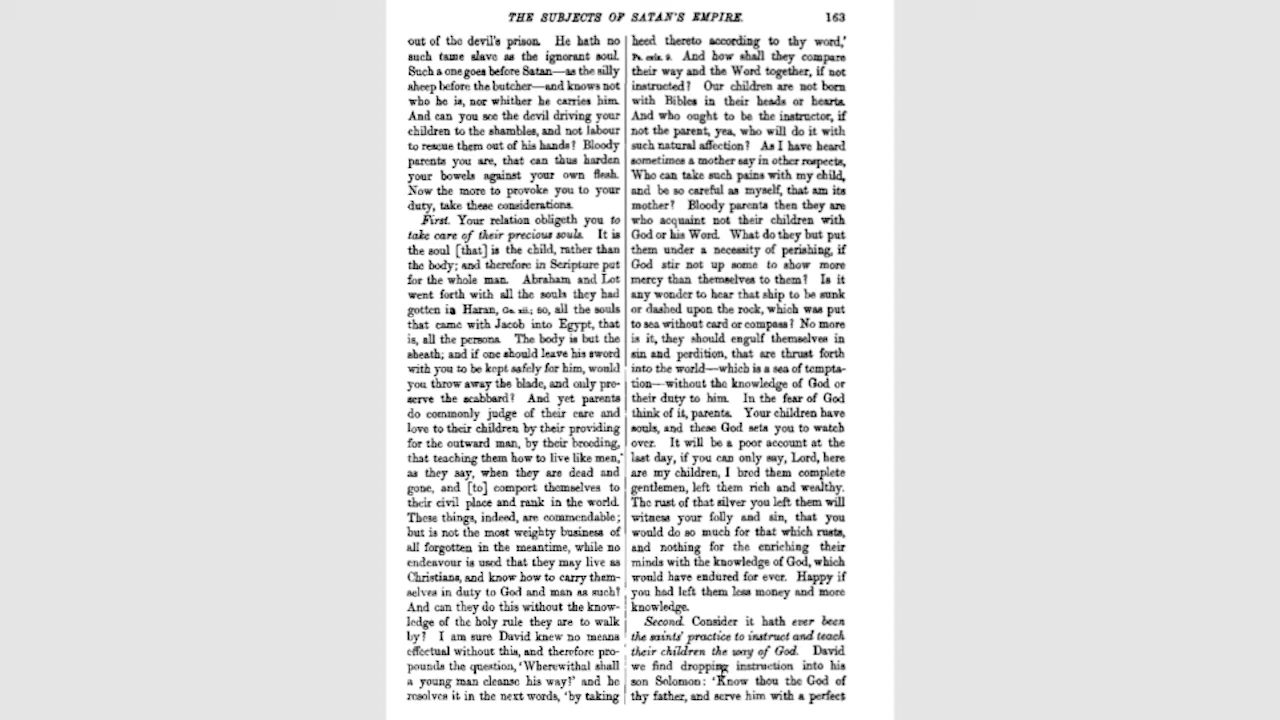 THE SUBJECTS OF SATAN'S EMPIRE. 163
out of the devil's prison. He hath no
such tame slave as the ignorant soul.
Such a one goes before Satan—as the silly
sheep before the butcher—and knows not
who he is, nor whither he carries him.
And can you see the devil driving your
children to the shambles, and not labour
to rescue them out of his hands? Bloody
parents you are, that can thus harden
your bowels against your own flesh.
Now the more to provoke you to your
duty, take these considerations.
First. Your relation obligeth you to
take care of their precious souls. It is
the soul [that] is the child, rather than
the body; and therefore in Scripture put
for the whole man. Abraham and Lot
went forth with all the souls they had
gotten in Haran, Ge. xii.; so, all the souls
that came with Jacob into Egypt, that
is, all the persons. The body is but the
sheath; and if one should leave his sword
with you to be kept safely for him, would
you throw away the blade, and only pre-
serve the scabbard? And yet parents
do commonly judge of their care and
love to their children by their providing
for the outward man, by their breeding,
that teaching them how to live like men,'
as they say, when they are dead and
gone, and [to] comport themselves to
their civil place and rank in the world.
These things, indeed, are commendable;
but is not the most weighty business of
all forgotten in the meantime, while no
endeavour is used that they may live as
Christians, and know how to carry them-
selves in duty to God and man as such?
And can they do this without the know-
ledge of the holy rule they are to walk
by? I am sure David knew no means
effectual without this, and therefore pro-
pounds the question, 'Wherewithal shall
a young man cleanse his way?' and he
resolves it in the next words, 'by taking
heed thereto according to thy word,'
Ps. cxix. 9. And how shall they compare
their way and the Word together, if not
instructed? Our children are not born
with Bibles in their heads or hearts.
And who ought to be the instructor, if
not the parent, yea, who will do it with
such natural affection? As I have heard
sometimes a mother say in other respects,
Who can take such pains with my child,
and be so careful as myself, that am its
mother? Bloody parents then they are
who acquaint not their children with
God or his Word. What do they but put
them under a necessity of perishing, if
God stir not up some to show more
mercy than themselves to them? Is it
any wonder to hear that ship to be sunk
or dashed upon the rock, which was put
to sea without card or compass? No more
is it, they should engulf themselves in
sin and perdition, that are thrust forth
into the world—which is a sea of tempta-
tion—without the knowledge of God or
their duty to him. In the fear of God
think of it, parents. Your children have
souls, and these God sets you to watch
over. It will be a poor account at the
last day, if you can only say, Lord, here
are my children, I bred them complete
gentlemen, left them rich and wealthy.
The rust of that silver you left them will
witness your folly and sin, that you
would do so much for that which rusts,
and nothing for the enriching their
minds with the knowledge of God, which
would have endured for ever. Happy if
you had left them less money and more
knowledge.
Second. Consider it hath ever been
the saints' practice to instruct and teach
their children the way of God. David
we find dropping instruction into his
son Solomon: 'Know thou the God of
thy father, and serve him with a perfect